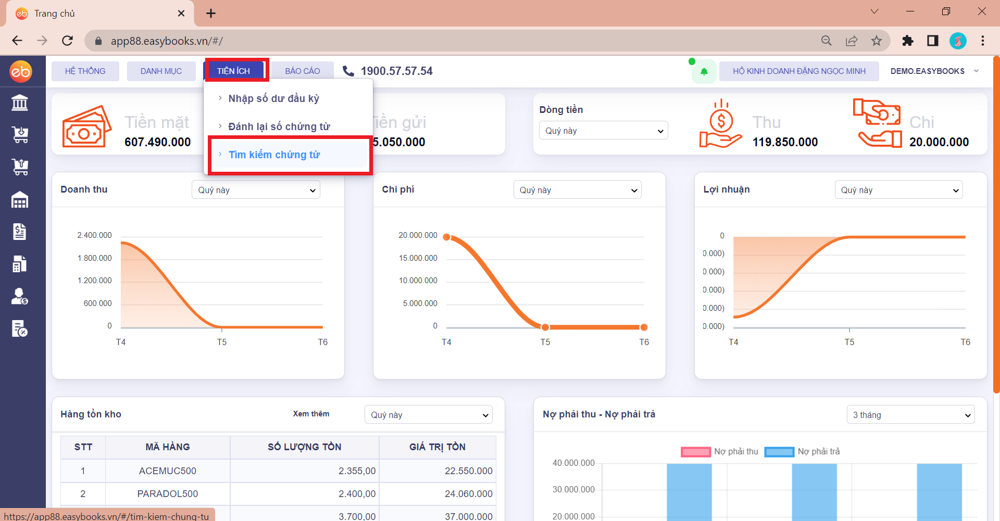 eb Trang chủ
app88.easybooks.vn/#/
eb HỆ THỐNG DANH MỤC TIỆN ÍCH BÁO CÁO 1900.57.57.54 HỘ KINH DOANH ĐẶNG NGỌC MINH DEMO.EASYBOOKS
Nhập số dư đầu kỳ
Đánh lại số chứng từ
Tìm kiếm chứng từ
Tiền mặt
607.490.000
iền gửi
5.050.000
Dòng tiền
Quý này
Thu
119.850.000
Chi
20.000.000
Doanh thu Quý này
2.400.000
1.800.000
1.200.000
600.000
0
T4 T5 T6
Chi phí Quý này
20.000.000
15.000.000
10.000.000
5.000.000
0
T4 T5 T6
Lợi nhuận Quý này
0
0.000)
0.000)
0.000)
0.000)
0.000)
T4 T5 T6
Hàng tồn kho Xem thêm Quý này
STT MÃ HÀNG SỐ LƯỢNG TỒN GIÁ TRỊ TỒN
1 ACEMUC500 2.355,00 22.550.000
2 PARADOL500 2.400,00 24.060.000
3.700,00 37.000.000
Nợ phải thu - Nợ phải trả 3 tháng
Nợ phải thu Nợ phải trả
40.000.000
30.000.000
20.000.000
https://app88.easybooks.vn/#/tim-kiem-chung-tu